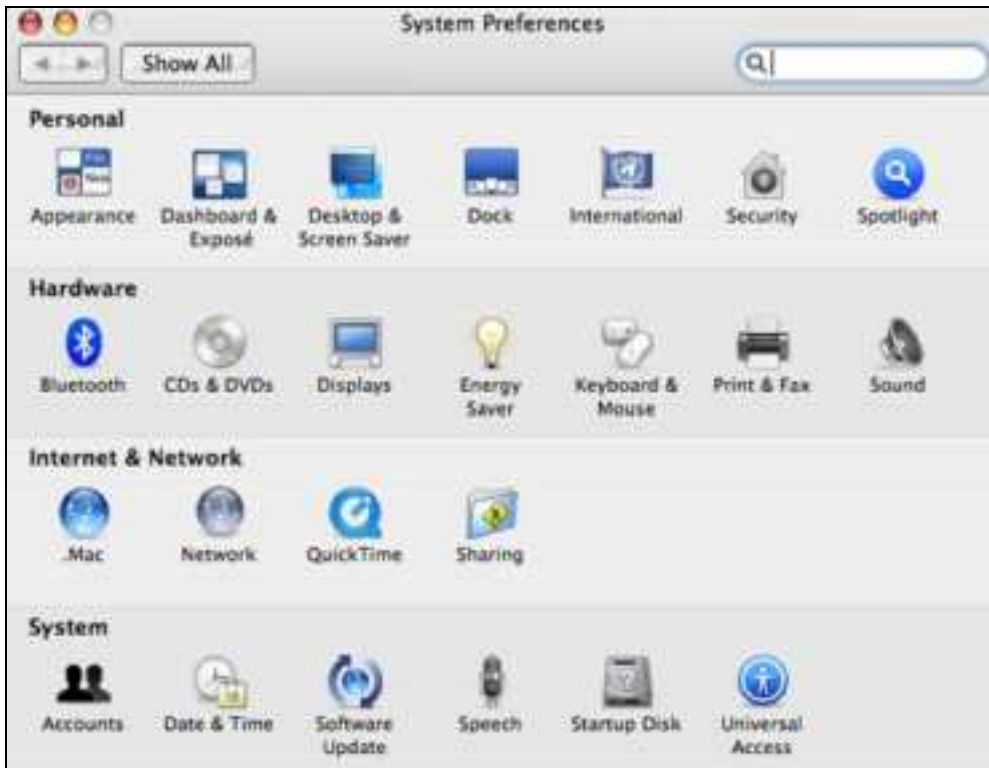 System Preferences
Show All
Personal
Appearance
Dashboard & Exposé
Desktop & Screen Saver
Dock
International
Security
Spotlight
Hardware
Bluetooth
CDs & DVDs
Displays
Energy Saver
Keyboard & Mouse
Print & Fax
Sound
Internet & Network
.Mac
Network
QuickTime
Sharing
System
Accounts
Date & Time
Software Update
Speech
Startup Disk
Universal Access